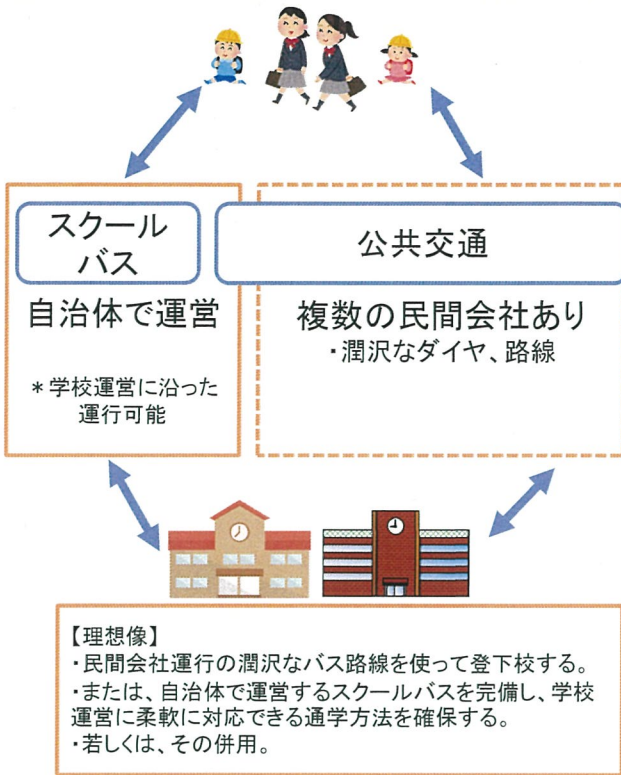 スクール
バス
自治体で運営
＊学校運営に沿った
運行可能
公共交通
複数の民間会社あり
・潤沢なダイヤ、路線
【理想像】
・民間会社運行の潤沢なバス路線を使って登下校する。
・または、自治体で運営するスクールバスを完備し、学校
運営に柔軟に対応できる通学方法を確保する。
・若しくは、その併用。